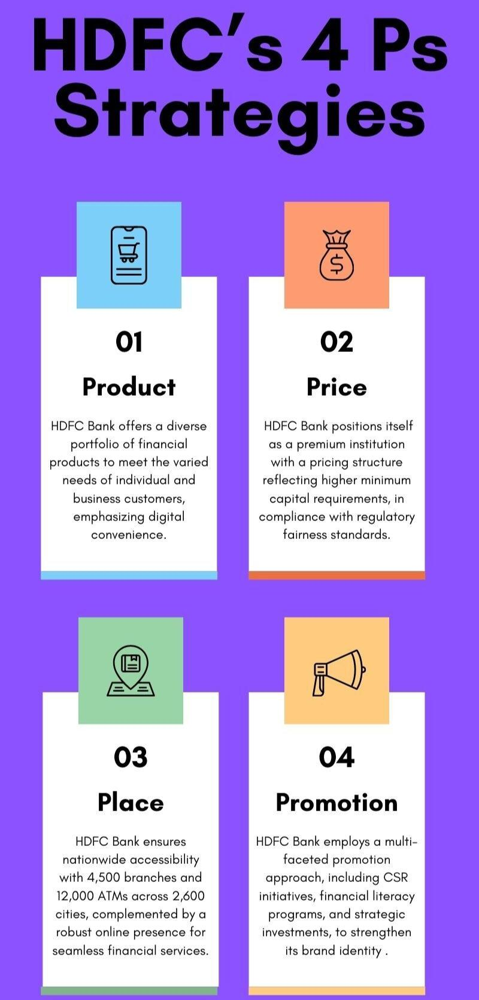 HDFC’s 4 Ps
Strategies
$
01
Product
HDFC Bank offers a diverse
portfolio of financial
products to meet the varied
needs of individual and
business customers,
emphasizing digital
convenience.
02
Price
HDFC Bank positions itself
as a premium institution
with a pricing structure
reflecting higher minimum
capital requirements, in
compliance with regulatory
fairness standards.
03
Place
HDFC Bank ensures
nationwide accessibility
with 4,500 branches and
12,000 ATMs across 2,600
cities, complemented by a
robust online presence for
seamless financial services.
04
Promotion
HDFC Bank employs a multi-
faceted promotion
approach, including CSR
initiatives, financial literacy
programs, and strategic
investments, to strengthen
its brand identity .